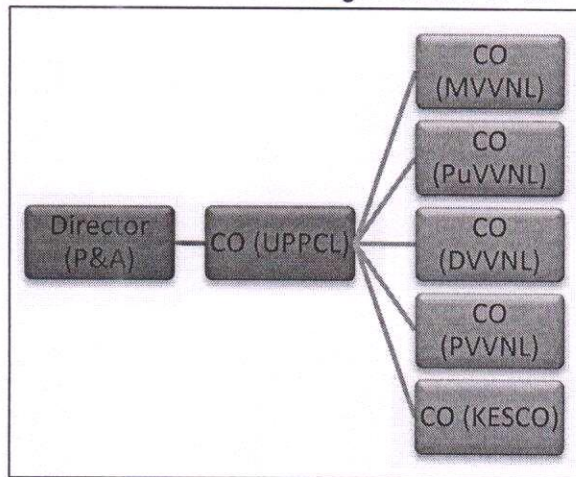 Director
(P&A)
CO (UPPCL)
CO
(MVVNL)
CO
(PuVVNL)
CO
(DVVNL)
CO
(PVVNL)
CO (KESCO)